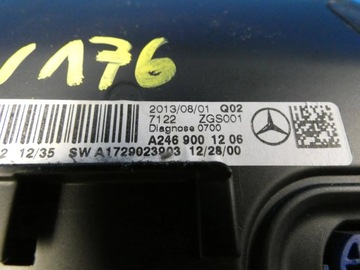 /176
2013/08/01 Q02
7122 ZGS001
Diagnose 0700
A246 900 12 06
2 12/35 SW A1729023903 12/28/00
A